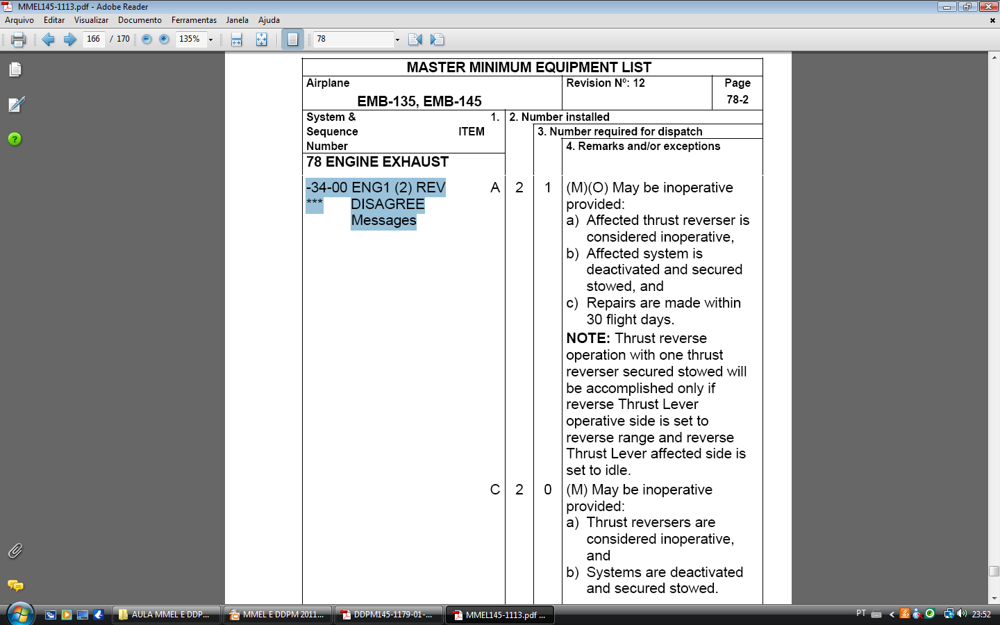 MMEL145-1113.pdf - Adobe Reader
Arquivo Editar Visualizar Documento Ferramentas Janela Ajuda
166 / 170 135% 78
MASTER MINIMUM EQUIPMENT LIST
Airplane
EMB-135, EMB-145
Revision Nº: 12
Page
78-2
System & 1.
Sequence ITEM
Number
2. Number installed
3. Number required for dispatch
4. Remarks and/or exceptions
78 ENGINE EXHAUST
-34-00 ENG1 (2) REV A 2 1
*** DISAGREE
Messages
(M)(O) May be inoperative
provided:
a) Affected thrust reverser is
considered inoperative,
b) Affected system is
deactivated and secured
stowed, and
c) Repairs are made within
30 flight days.
NOTE: Thrust reverse
operation with one thrust
reverser secured stowed will
be accomplished only if
reverse Thrust Lever
operative side is set to
reverse range and reverse
Thrust Lever affected side is
set to idle.
C 2 0 (M) May be inoperative
provided:
a) Thrust reversers are
considered inoperative,
and
b) Systems are deactivated
and secured stowed.
AULA MMEL E DDP... MMEL E DDPM 2011... DDPM145-1179-01-... MMEL145-1113.pdf ... PT 23:52